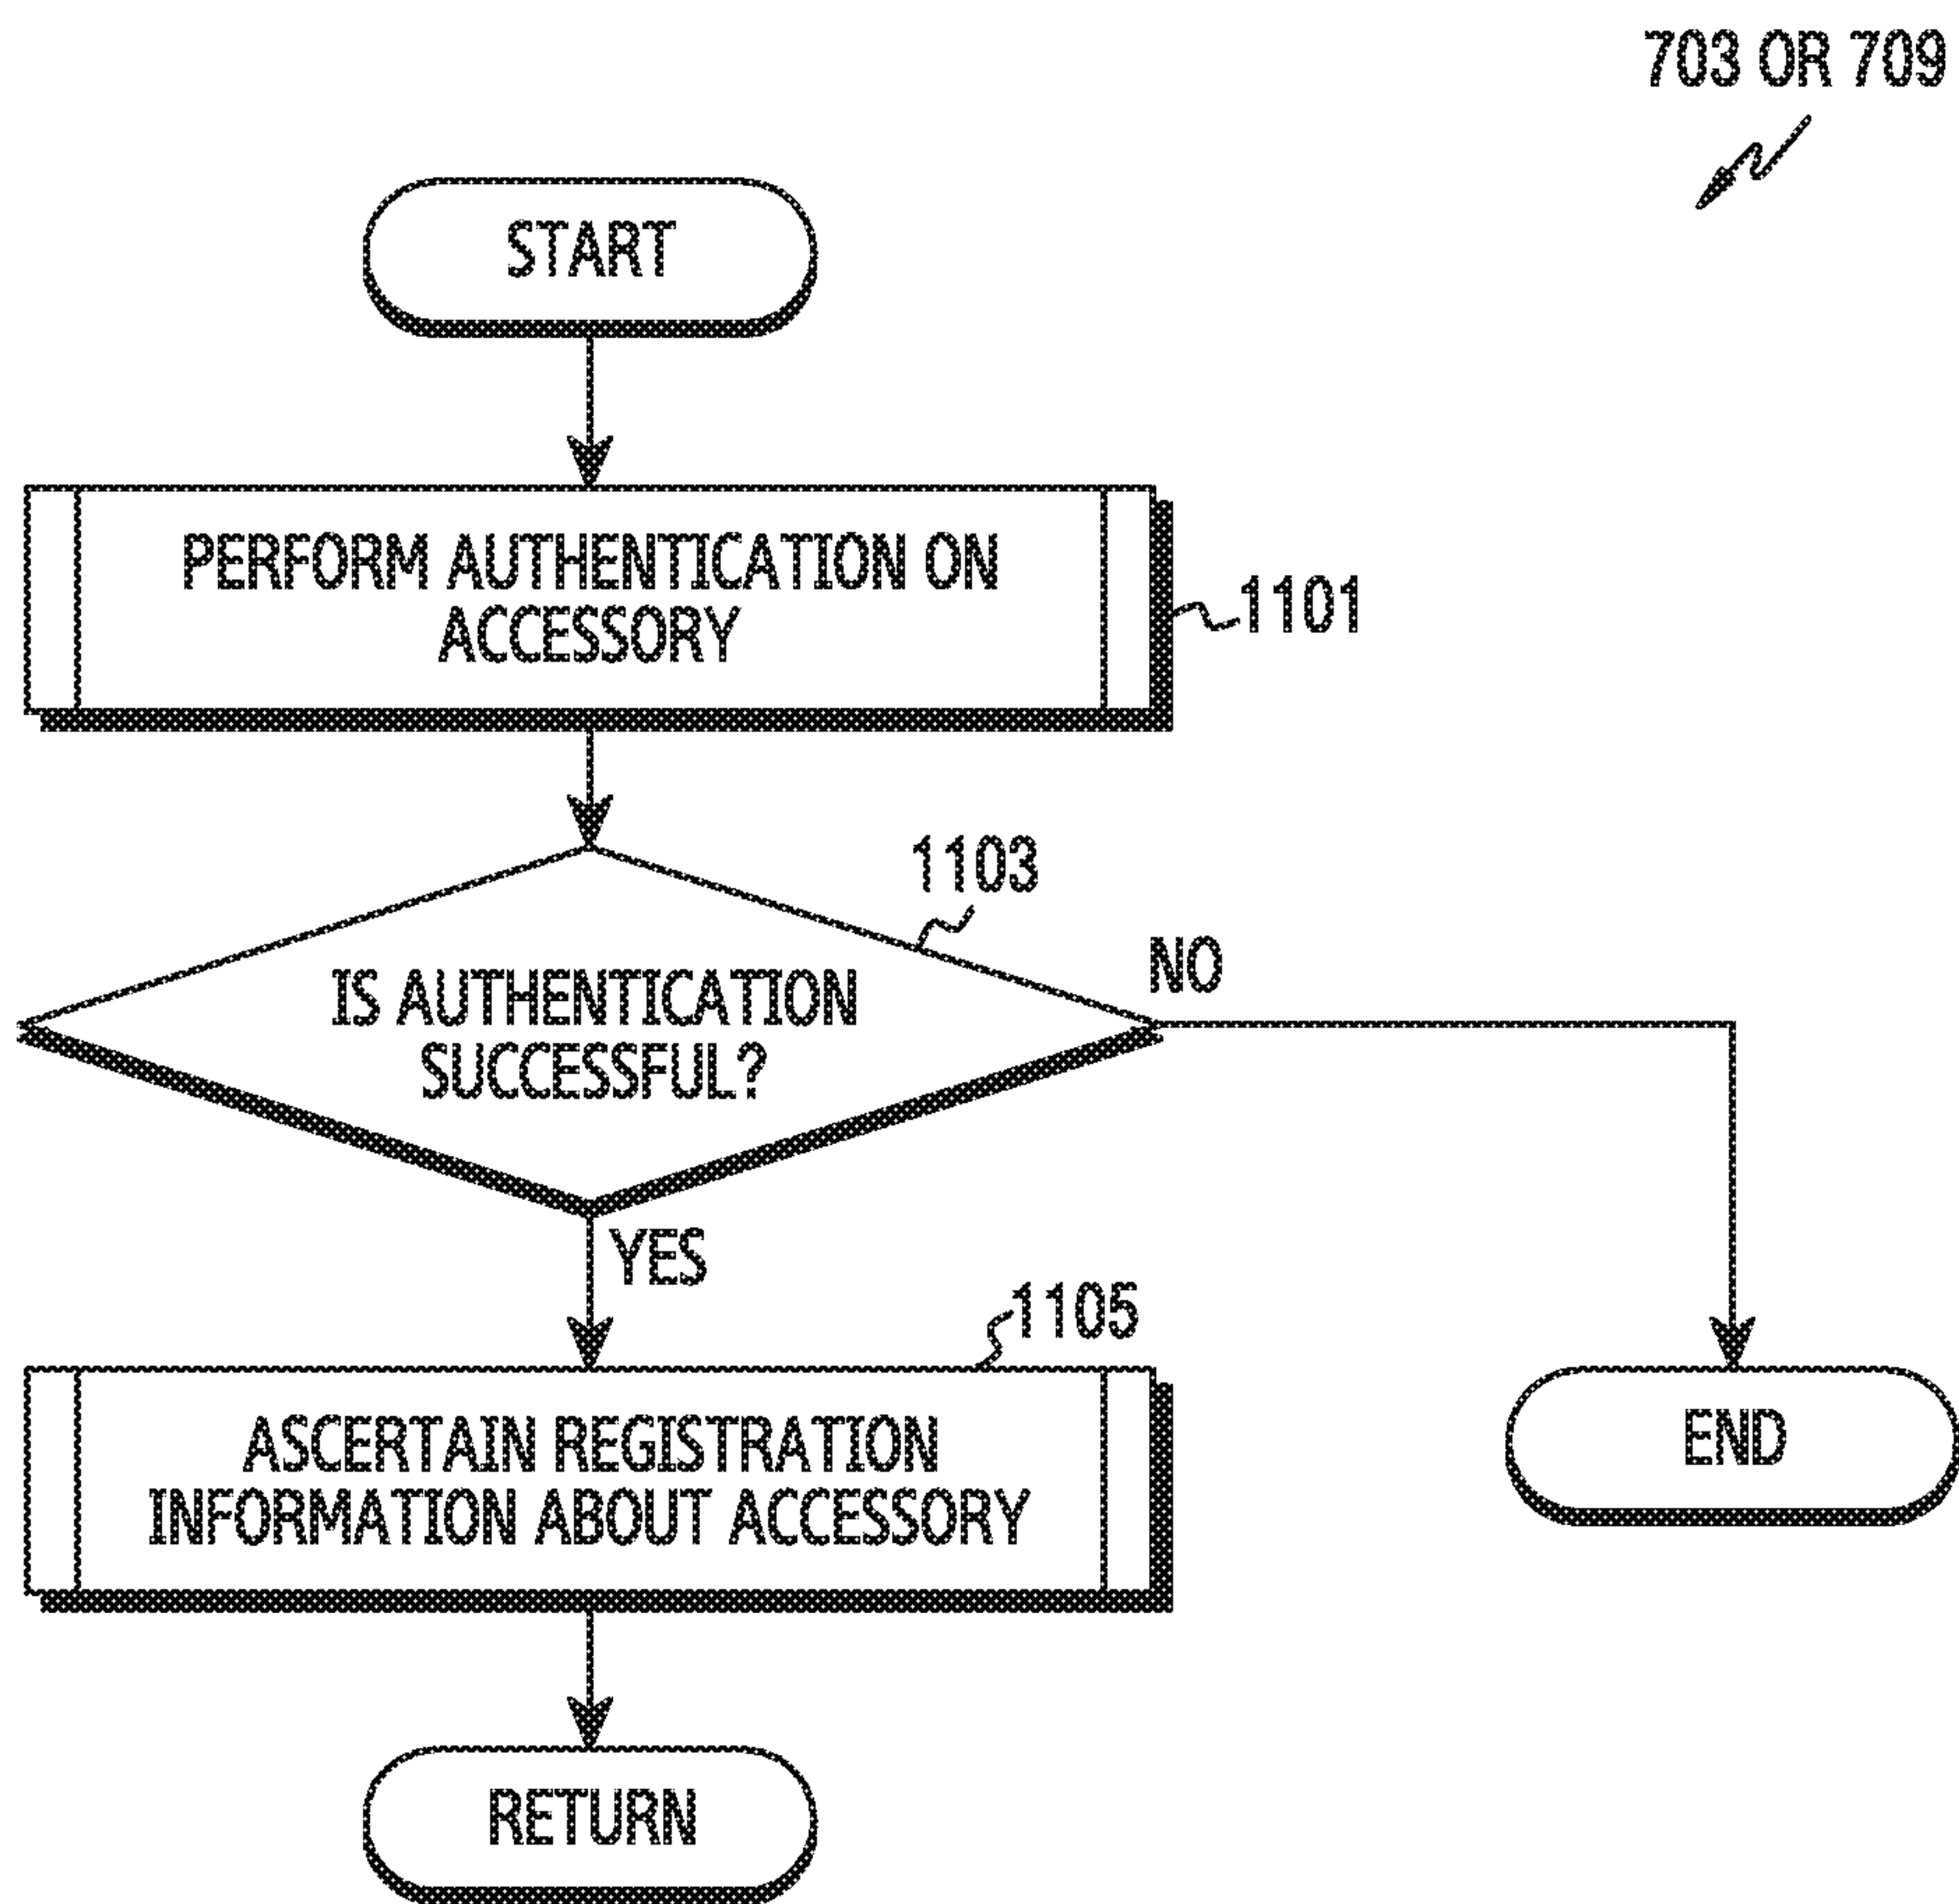 703 OR 709
START
PERFORM AUTHENTICATION ON
ACCESSORY
1101
1103
IS AUTHENTICATION
SUCCESSFUL?
NO
YES
1105
ASCERTAIN REGISTRATION
INFORMATION ABOUT ACCESSORY
END
RETURN